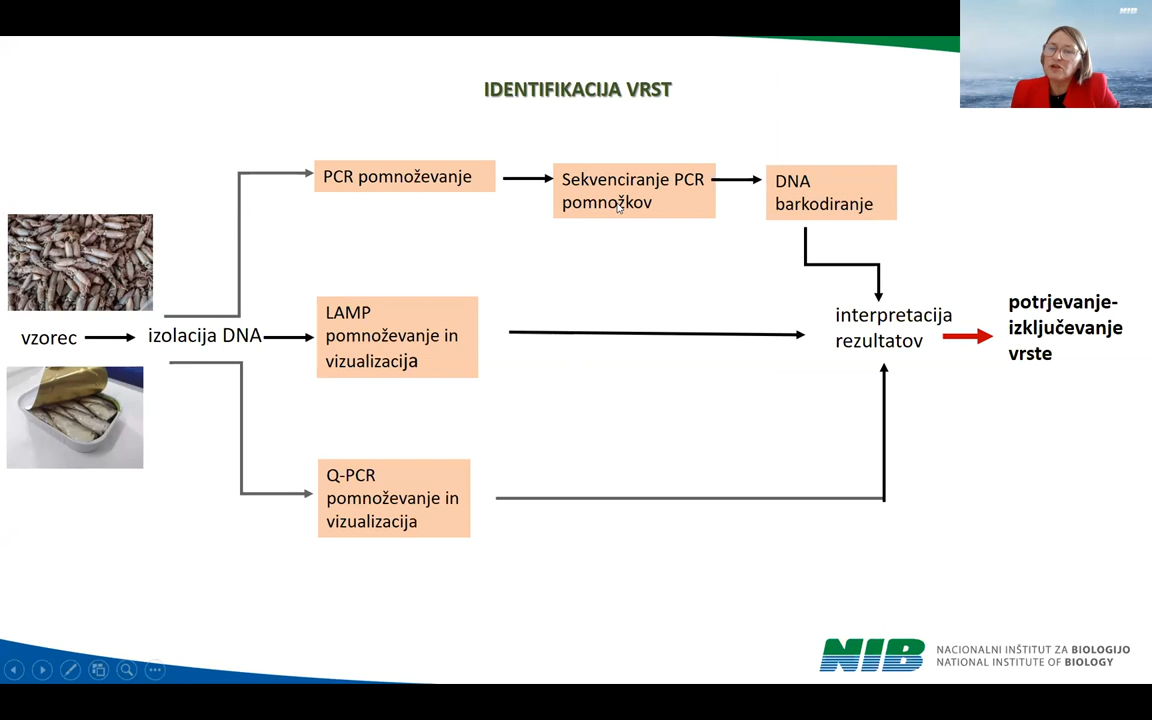 NIB
IDENTIFIKACIJA VRST
PCR pomnoževanje
Sekvenciranje PCR
pomnožkov
DNA
barkodiranje
vzorec
izolacija DNA
LAMP
pomnoževanje in
vizualizacija
interpretacija
rezultatov
potrjevanje-
izključevanje
vrste
Q-PCR
pomnoževanje in
vizualizacija
NIB
NACIONALNI INŠTITUT ZA BIOLOGIJO
NATIONAL INSTITUTE OF BIOLOGY